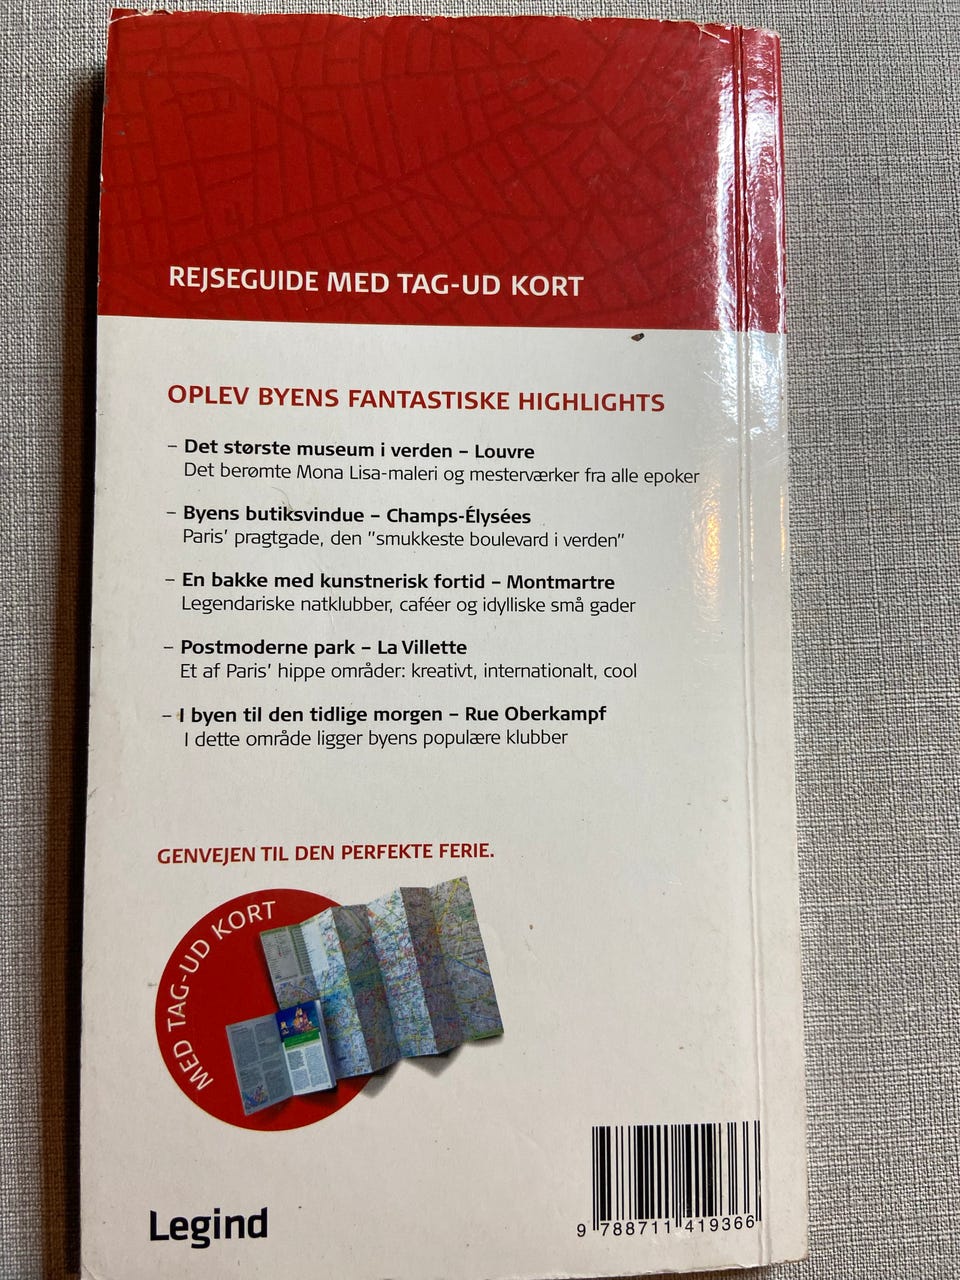 REJSEGUIDE MED TAG-UD KORT
OPLEV BYENS FANTASTISKE HIGHLIGHTS
– Det største museum i verden – Louvre
Det berømte Mona Lisa-maleri og mesterværker fra alle epoker
– Byens butiksvindue – Champs-Élysées
Paris' pragtgade, den "smukkeste boulevard i verden"
– En bakke med kunstnerisk fortid – Montmartre
Legendariske natklubber, caféer og idylliske små gader
– Postmoderne park – La Villette
Et af Paris' hippe områder: kreativt, internationalt, cool
– I byen til den tidlige morgen – Rue Oberkampf
I dette område ligger byens populære klubber
GENVEJEN TIL DEN PERFEKTE FERIE.
MED TAG-UD KORT
Legind
9 788711 419366